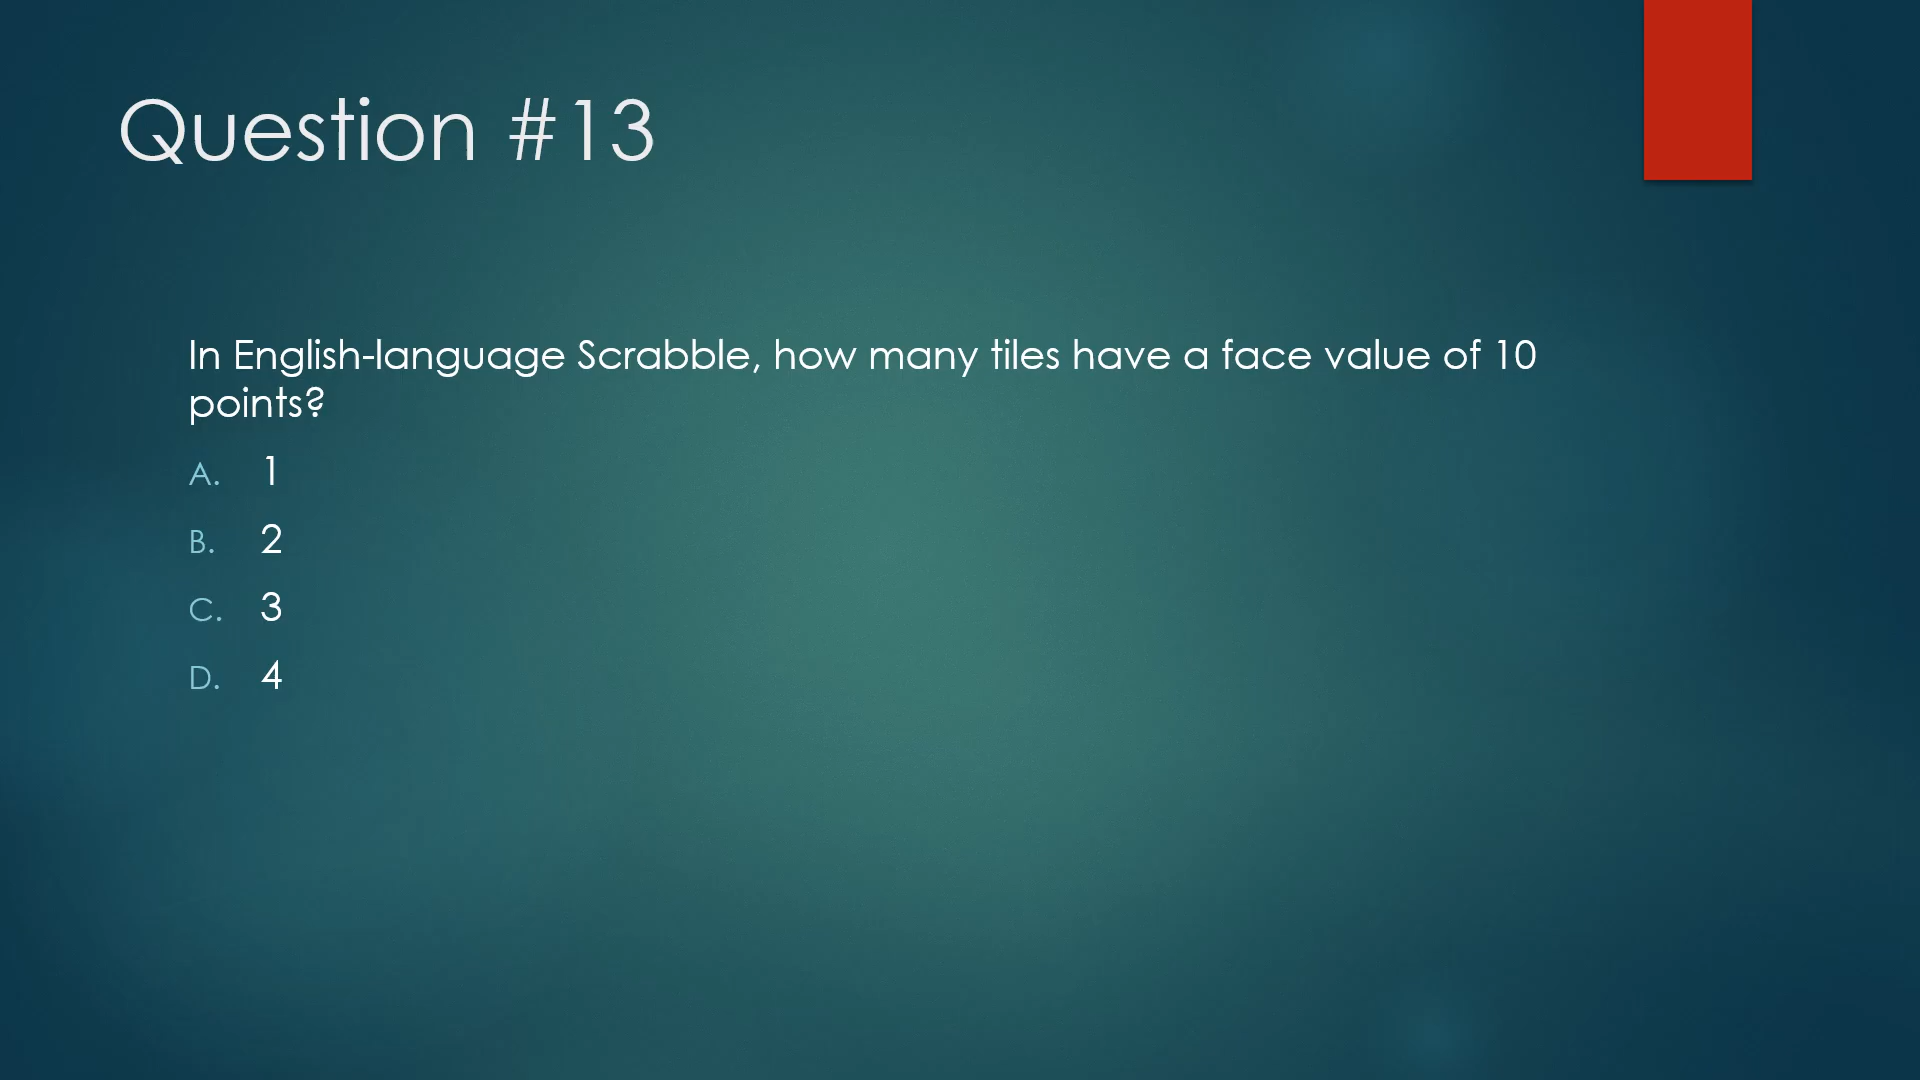 Question #13
In English-language Scrabble, how many tiles have a face value of 10
points?
A. 1
B. 2
C. 3
D. 4